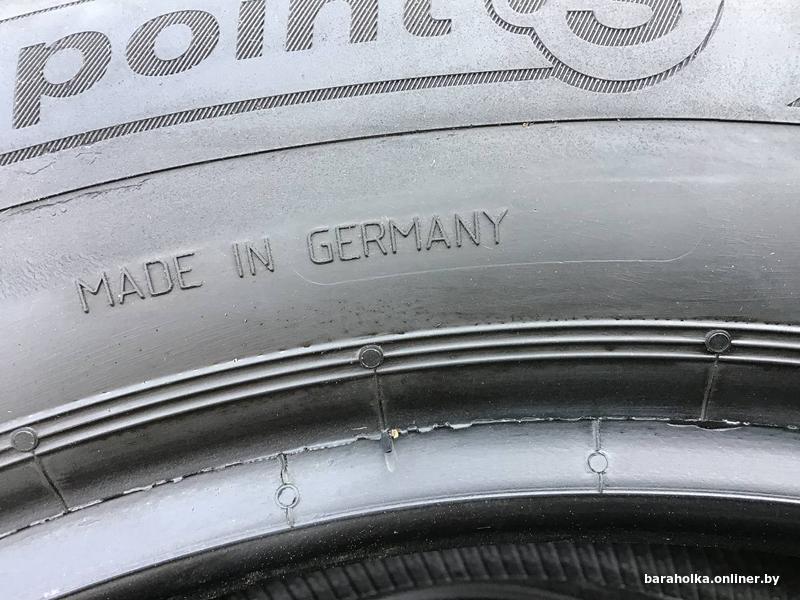 point S
MADE IN GERMANY
baraholka.onliner.by